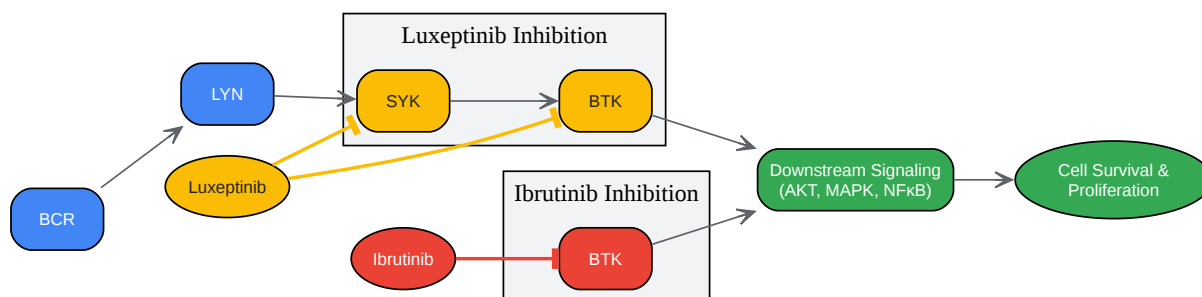 Luxeptinib Inhibition
LYN
SYK
BTK
Luxeptinib
BCR
Downstream Signaling
(AKT, MAPK, NFκB)
Cell Survival &
Proliferation
Ibrutinib Inhibition
Ibrutinib
BTK